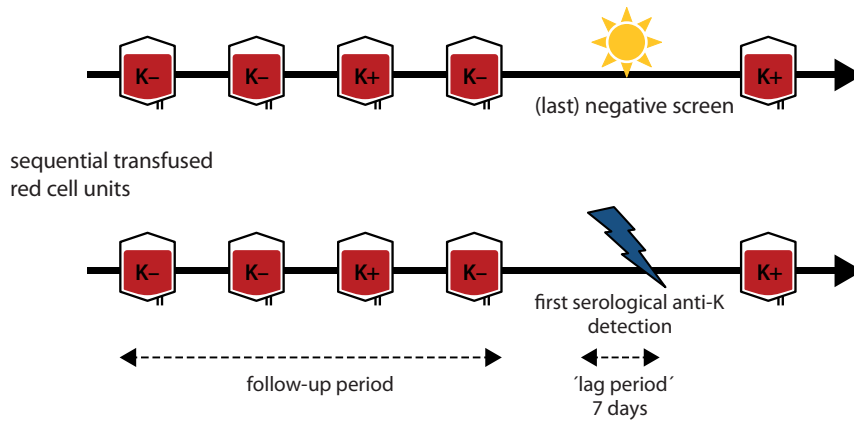 K– K– K+ K– K+
(last) negative screen
sequential transfused
red cell units
K– K– K+ K– K+
first serological anti-K
detection
follow-up period
´lag period´
7 days